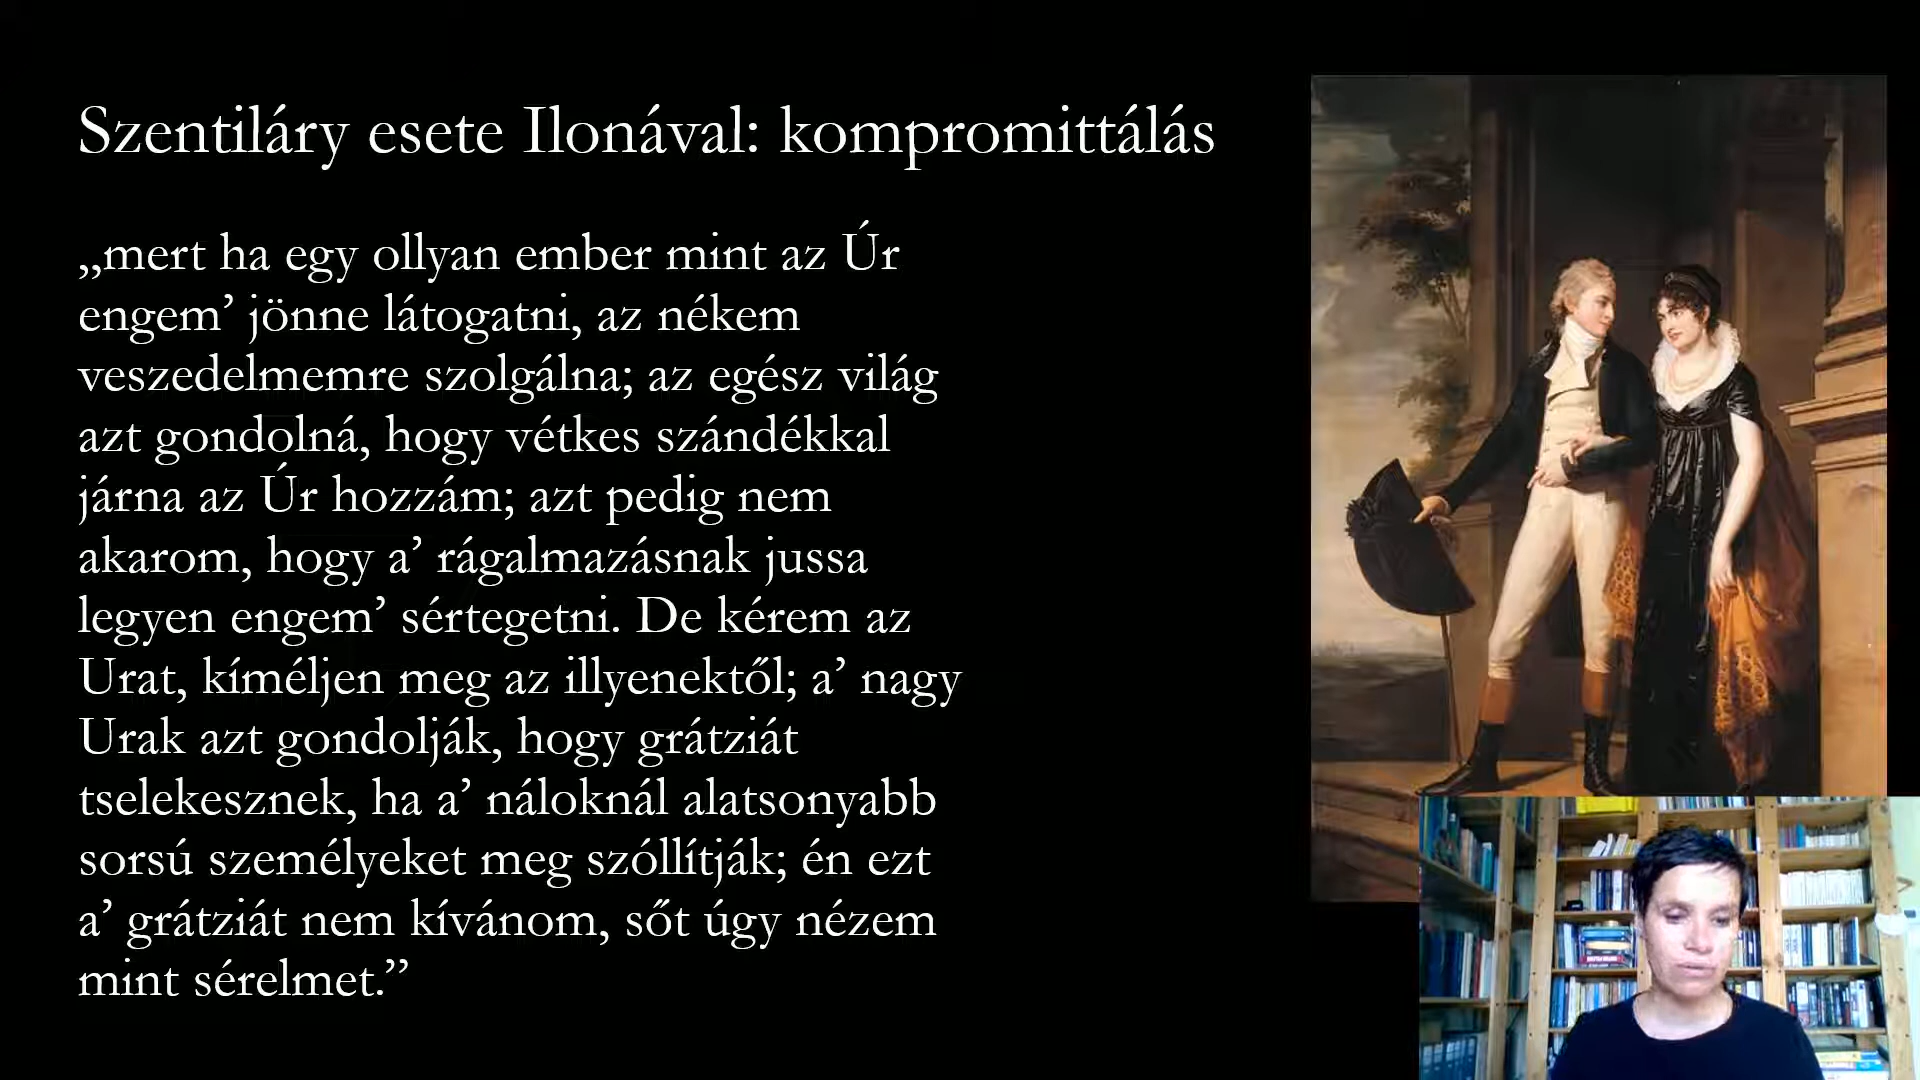 Szentiláry esete Ilonával: kompromittálás
„mert ha egy ollyan ember mint az Úr
engem’ jönne látogatni, az nékem
veszedelmemre szolgálna; az egész világ
azt gondolná, hogy vétkes szándékkal
járna az Úr hozzám; azt pedig nem
akarom, hogy a’ rágalmazásnak jussa
legyen engem’ sértegetni. De kérem az
Urat, kíméljen meg az illyenektől; a’ nagy
Urak azt gondolják, hogy grátziát
tselekesznek, ha a’ náloknál alatsonyabb
sorsú személyeket meg szóllítják; én ezt
a’ grátziát nem kívánom, sőt úgy nézem
mint sérelmet.”